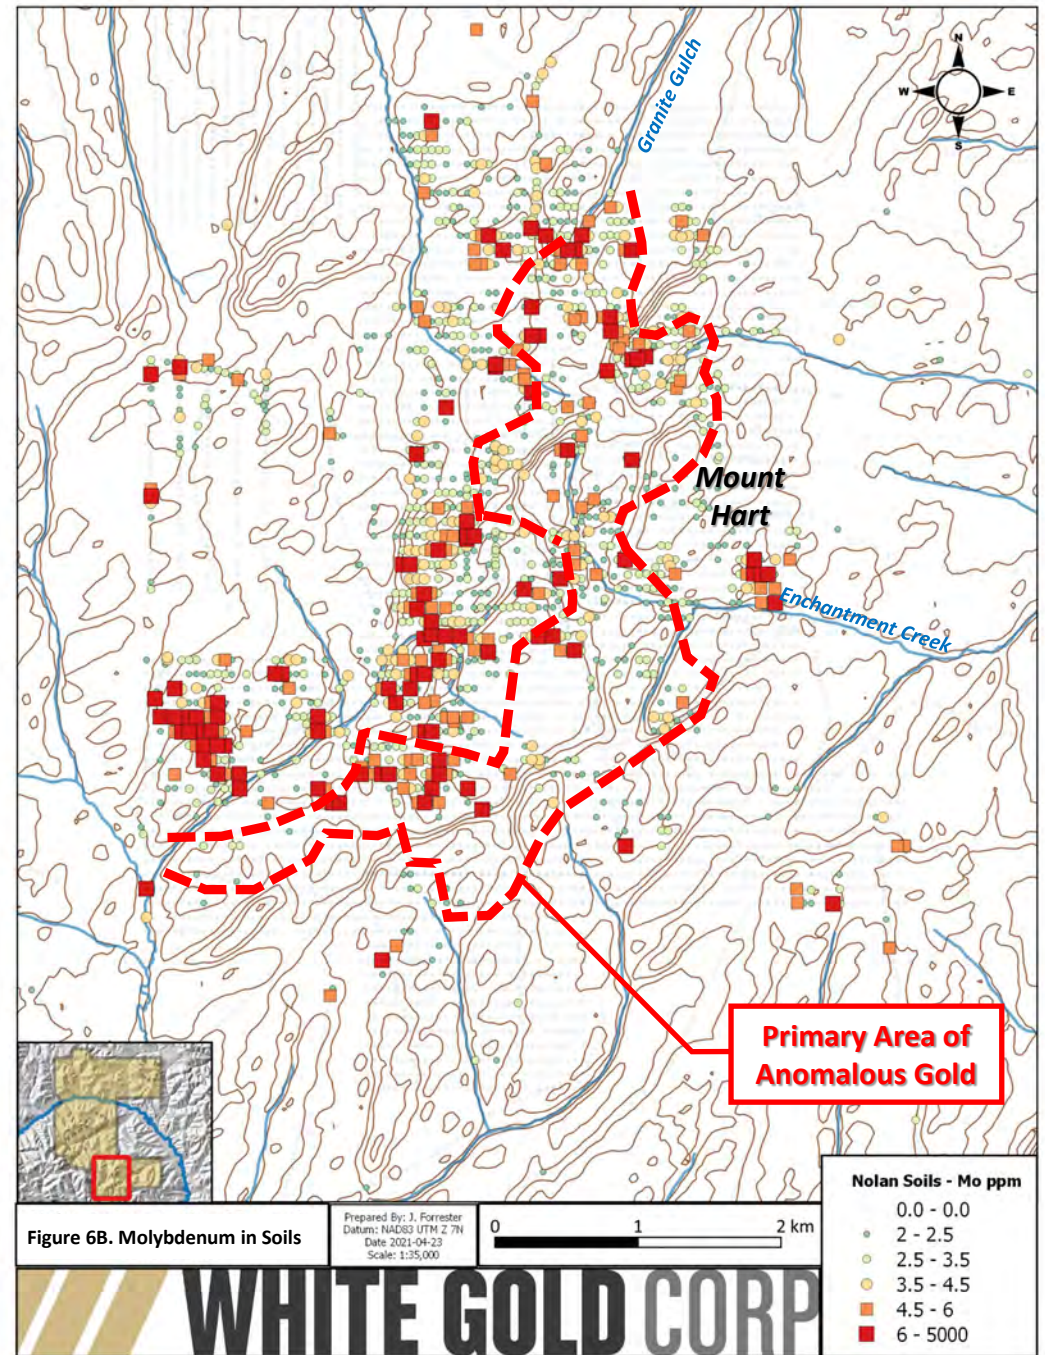 N
W
E
S
Granite Gulch
Mount
Hart
Enchantment Creek
Primary Area of
Anomalous Gold
Nolan Soils - Mo ppm
0.0 - 0.0
2 - 2.5
2.5 - 3.5
3.5 - 4.5
4.5 - 6
6 - 5000
Figure 6B. Molybdenum in Soils
Prepared By: J. Forrester
Datum: NAD83 UTM Z 7N
Date 2021-04-23
Scale: 1:35,000
0 1 2 km
WHITE GOLD CORP